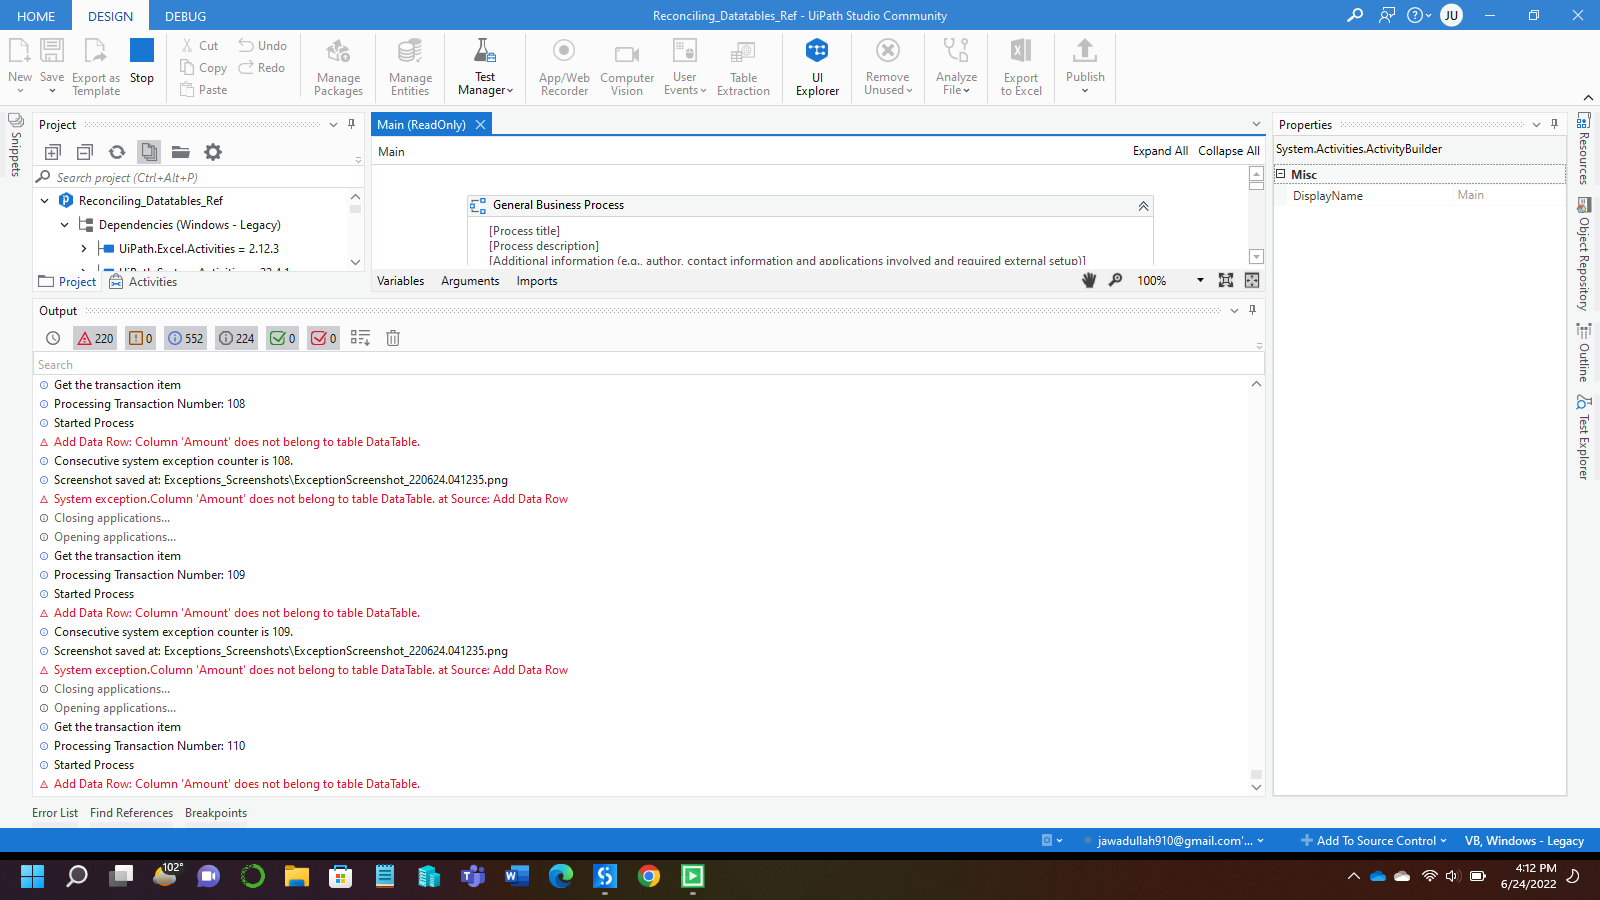 HOME DESIGN DEBUG Reconciling_Datatables_Ref - UiPath Studio Community JU
New Save Export as Template Stop
Cut Copy Paste Undo Redo
Manage Packages Manage Entities Test Manager App/Web Recorder Computer Vision User Events Table Extraction UI Explorer Remove Unused Analyze File Export to Excel Publish
Snippets
Project
Search project (Ctrl+Alt+P)
Reconciling_Datatables_Ref
Dependencies (Windows - Legacy)
UiPath.Excel.Activities = 2.12.3
Project Activities
Main (ReadOnly)
Main Expand All Collapse All
General Business Process
[Process title]
[Process description]
[Additional information (e.g., author, contact information and applications involved and required external setup)]
Variables Arguments Imports 100%
Properties
System.Activities.ActivityBuilder
Misc
DisplayName Main
Resources
Object Repository
Outline
Test Explorer
Output
220 0 552 224 0 0
Search
Get the transaction item
Processing Transaction Number: 108
Started Process
Add Data Row: Column 'Amount' does not belong to table DataTable.
Consecutive system exception counter is 108.
Screenshot saved at: Exceptions_Screenshots\ExceptionScreenshot_220624.041235.png
System exception.Column 'Amount' does not belong to table DataTable. at Source: Add Data Row
Closing applications...
Opening applications...
Get the transaction item
Processing Transaction Number: 109
Started Process
Add Data Row: Column 'Amount' does not belong to table DataTable.
Consecutive system exception counter is 109.
Screenshot saved at: Exceptions_Screenshots\ExceptionScreenshot_220624.041235.png
System exception.Column 'Amount' does not belong to table DataTable. at Source: Add Data Row
Closing applications...
Opening applications...
Get the transaction item
Processing Transaction Number: 110
Started Process
Add Data Row: Column 'Amount' does not belong to table DataTable.
Error List Find References Breakpoints
jawadullah910@gmail.com'... Add To Source Control VB, Windows - Legacy
102°
4:12 PM
6/24/2022